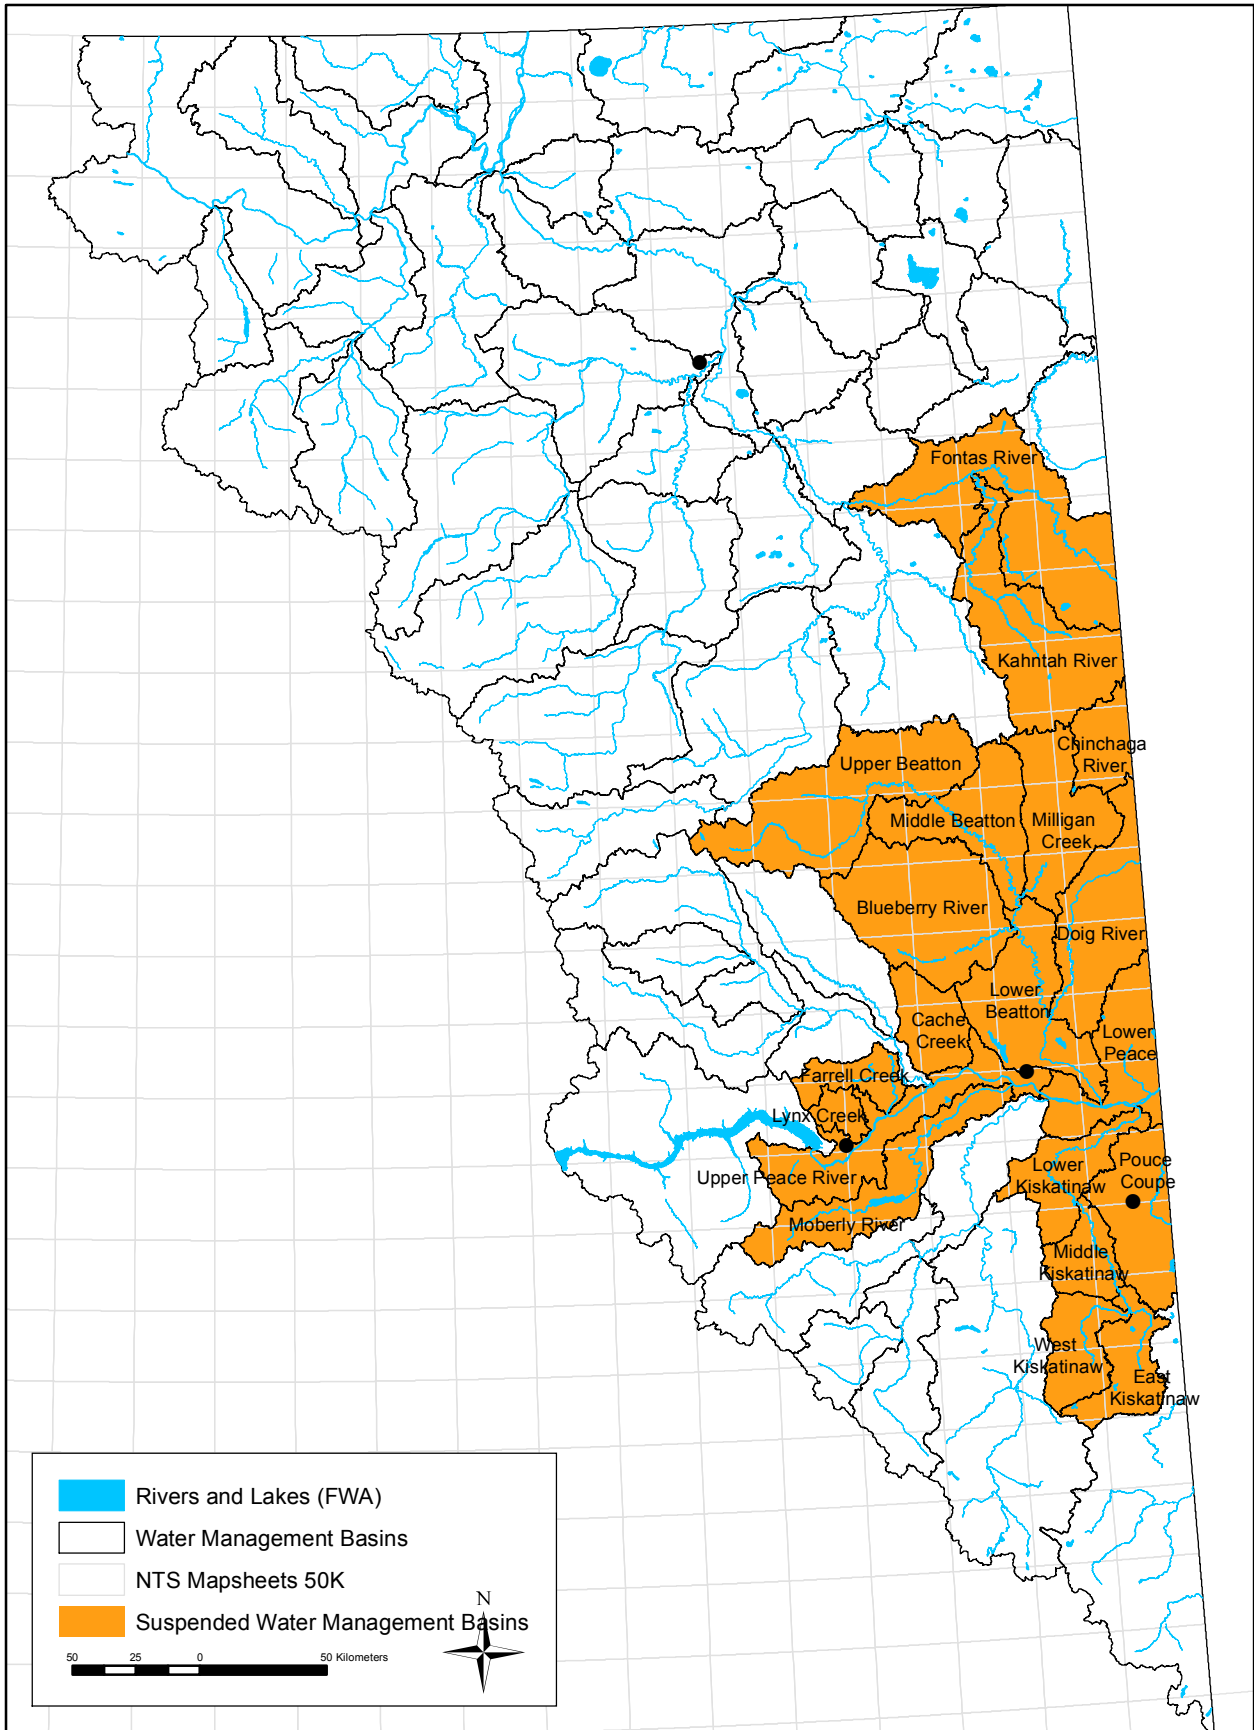 Fontas River
Kahntah River
Chinchaga
River
Upper Beatton
Middle Beatton
Milligan
Creek
Blueberry River
Doig River
Lower
Beatton
Cache
Creek
Lower
Peace
Farrell Creek
Lynx Creek
Upper Peace River
Lower
Kiskatinaw
Pouce
Coupe
Moberly River
Middle
Kiskatinaw
West
Kiskatinaw
East
Kiskatinaw
Rivers and Lakes (FWA)
Water Management Basins
NTS Mapsheets 50K
N
Suspended Water Management Basins
50 25 0 50 Kilometers